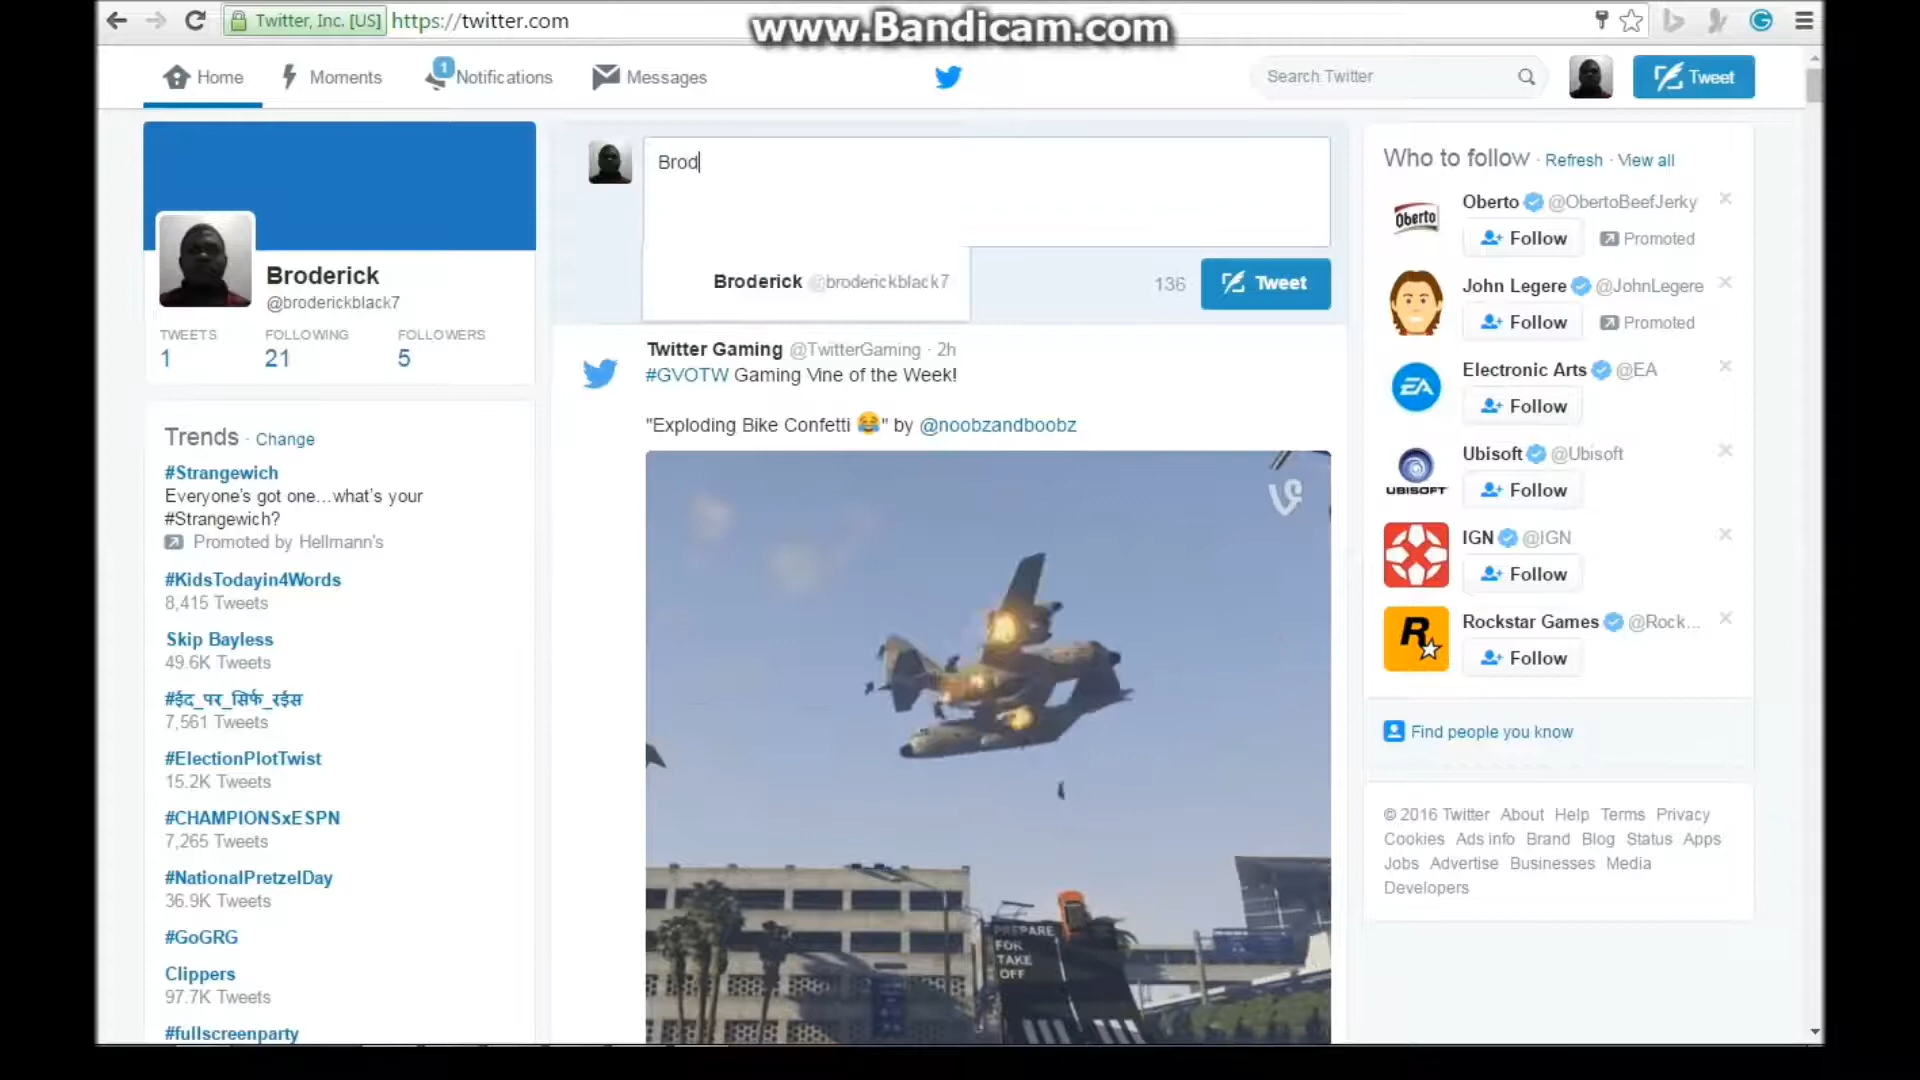 Twitter, Inc. [US] https://twitter.com
www.Bandicam.com
Home
Moments
1
Notifications
Messages
Search Twitter
Tweet
Broderick
@broderickblack7
TWEETS
1
FOLLOWING
21
FOLLOWERS
5
Trends · Change
#Strangewich
Everyone's got one...what's your
#Strangewich?
Promoted by Hellmann's
#KidsTodayin4Words
8,415 Tweets
Skip Bayless
49.6K Tweets
#ईद_पर_सिर्फ_रईस
7,561 Tweets
#ElectionPlotTwist
15.2K Tweets
#CHAMPIONSxESPN
7,265 Tweets
#NationalPretzelDay
36.9K Tweets
#GoGRG
Clippers
97.7K Tweets
#fullscreenparty
Brod
Broderick @broderickblack7
136
Tweet
Twitter Gaming @TwitterGaming · 2h
#GVOTW Gaming Vine of the Week!
"Exploding Bike Confetti 😂" by @noobzandboobz
PREPARE
FOR
TAKE
OFF
Who to follow · Refresh · View all
Oberto
Oberto @ObertoBeefJerky
Follow
Promoted
John Legere @JohnLegere
Follow
Promoted
EA
Electronic Arts @EA
Follow
UBISOFT
Ubisoft @Ubisoft
Follow
IGN @IGN
Follow
R
Rockstar Games @Rock...
Follow
Find people you know
© 2016 Twitter About Help Terms Privacy
Cookies Ads info Brand Blog Status Apps
Jobs Advertise Businesses Media
Developers